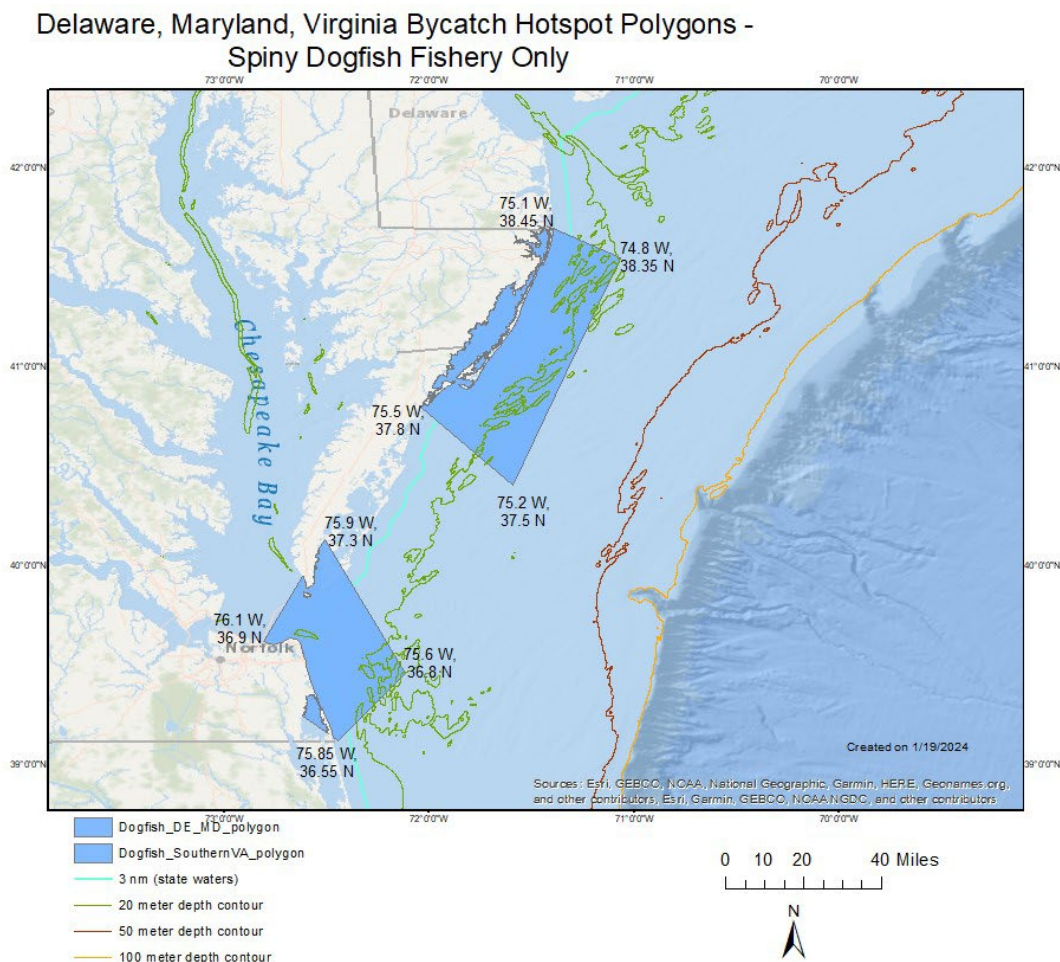 Delaware, Maryland, Virginia Bycatch Hotspot Polygons -
Spiny Dogfish Fishery Only
73°0'0"W
72°0'0"W
71°0'0"W
70°0'0"W
Delaware
42°0'0"N
42°0'0"N
75.1 W,
38.45 N
74.8 W,
38.35 N
Chesapeake Bay
41°0'0"N
41°0'0"N
75.5 W,
37.8 N
75.2 W,
37.5 N
75.9 W,
37.3 N
40°0'0"N
40°0'0"N
76.1 W,
36.9 N
Norfolk
75.6 W,
36.8 N
75.85 W,
36.55 N
Created on 1/19/2024
39°0'0"N
39°0'0"N
Sources: Esri, GEBCO, NOAA, National Geographic, Garmin, HERE, Geonames.org,
and other contributors, Esri, Garmin, GEBCO, NOAA NGDC, and other contributors
73°0'0"W
72°0'0"W
71°0'0"W
70°0'0"W
Dogfish_DE_MD_polygon
Dogfish_SouthernVA_polygon
3 nm (state waters)
20 meter depth contour
50 meter depth contour
100 meter depth contour
0 10 20 40 Miles
N